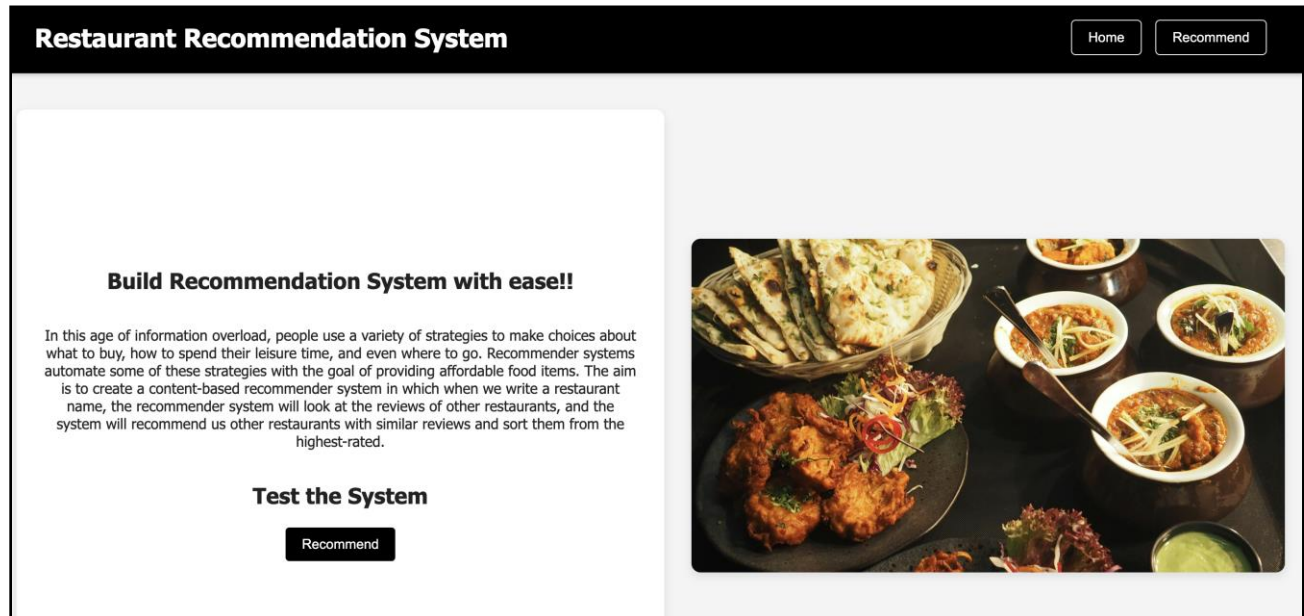 Restaurant Recommendation System
Home
Recommend
Build Recommendation System with ease!!
In this age of information overload, people use a variety of strategies to make choices about
what to buy, how to spend their leisure time, and even where to go. Recommender systems
automate some of these strategies with the goal of providing affordable food items. The aim
is to create a content-based recommender system in which when we write a restaurant
name, the recommender system will look at the reviews of other restaurants, and the
system will recommend us other restaurants with similar reviews and sort them from the
highest-rated.
Test the System
Recommend